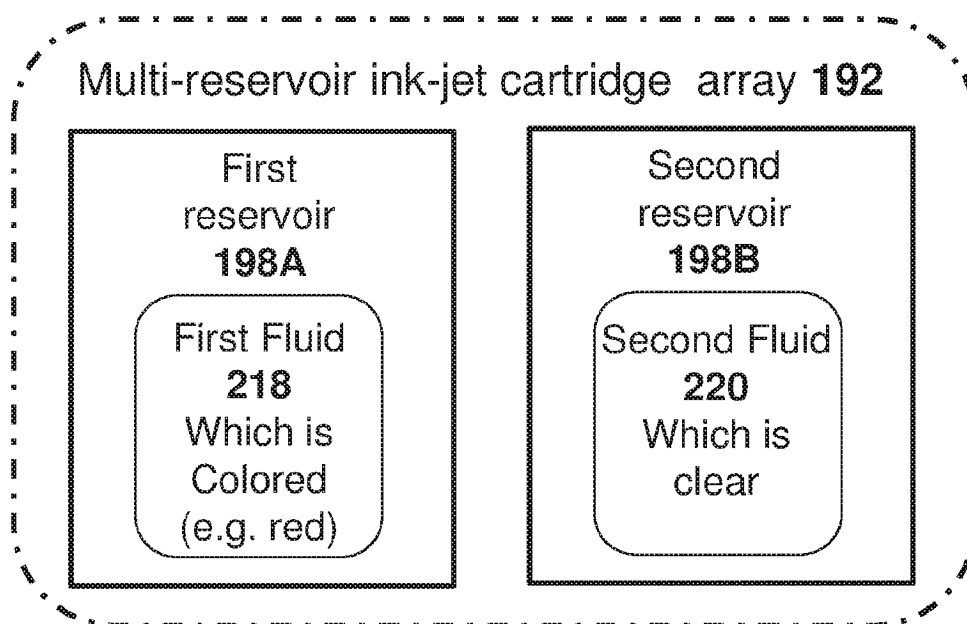 Multi-reservoir ink-jet cartridge array 192
First
reservoir
198A
First Fluid
218
Which is
Colored
(e.g. red)
Second
reservoir
198B
Second Fluid
220
Which is
clear